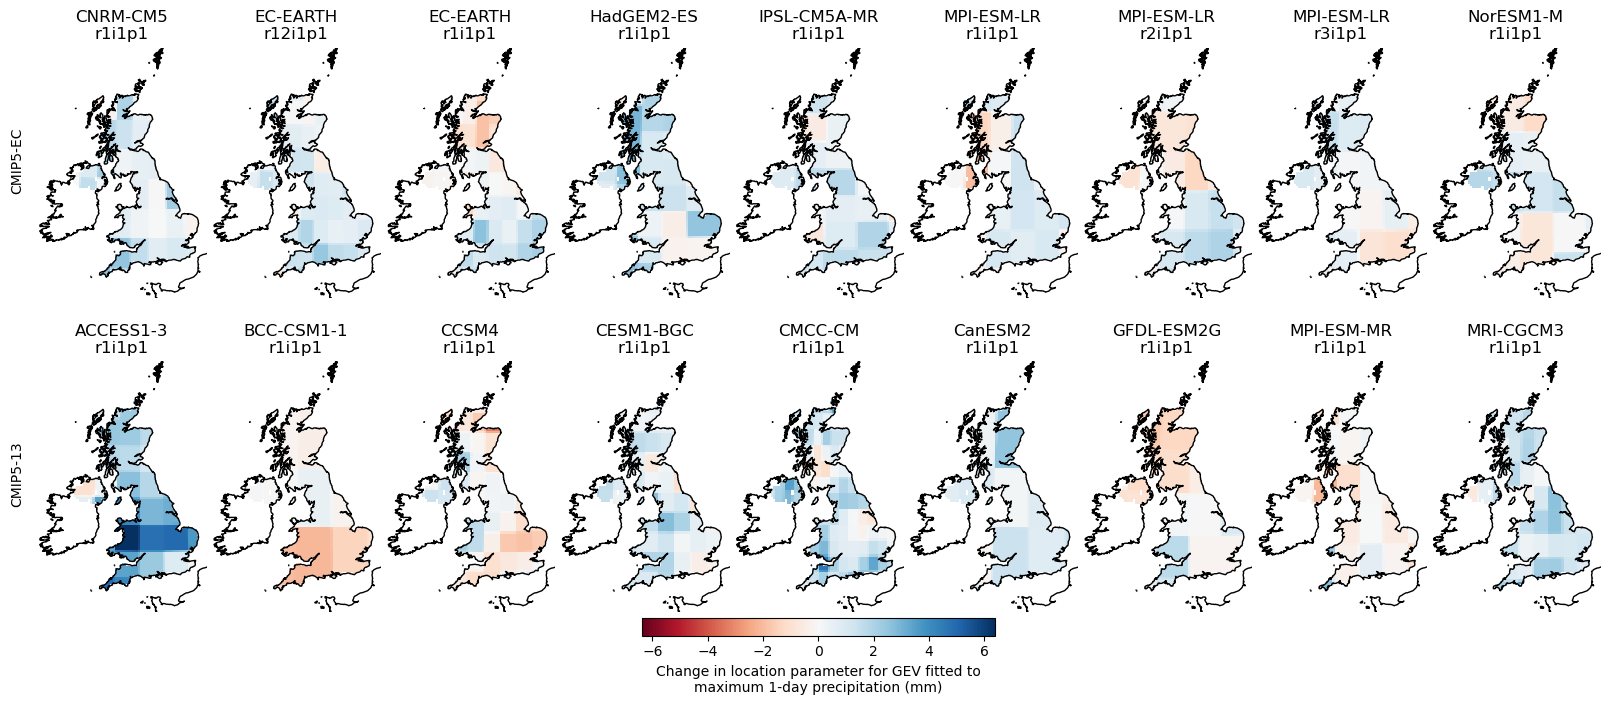 CNRM-CM5 EC-EARTH EC-EARTH HadGEM2-ES IPSL-CM5A-MR MPI-ESM-LR MPI-ESM-LR MPI-ESM-LR NorESM1-M
r1i1p1 r12i1p1 r1i1p1 r1i1p1 r1i1p1 r1i1p1 r2i1p1 r3i1p1 r1i1p1
CMIP5-EC
ACCESS1-3 BCC-CSM1-1 CCSM4 CESM1-BGC CMCC-CM CanESM2 GFDL-ESM2G MPI-ESM-MR MRI-CGCM3
r1i1p1 r1i1p1 r1i1p1 r1i1p1 r1i1p1 r1i1p1 r1i1p1 r1i1p1 r1i1p1
CMIP5-13
−6 −4 −2 0 2 4 6
Change in location parameter for GEV fitted to
maximum 1-day precipitation (mm)